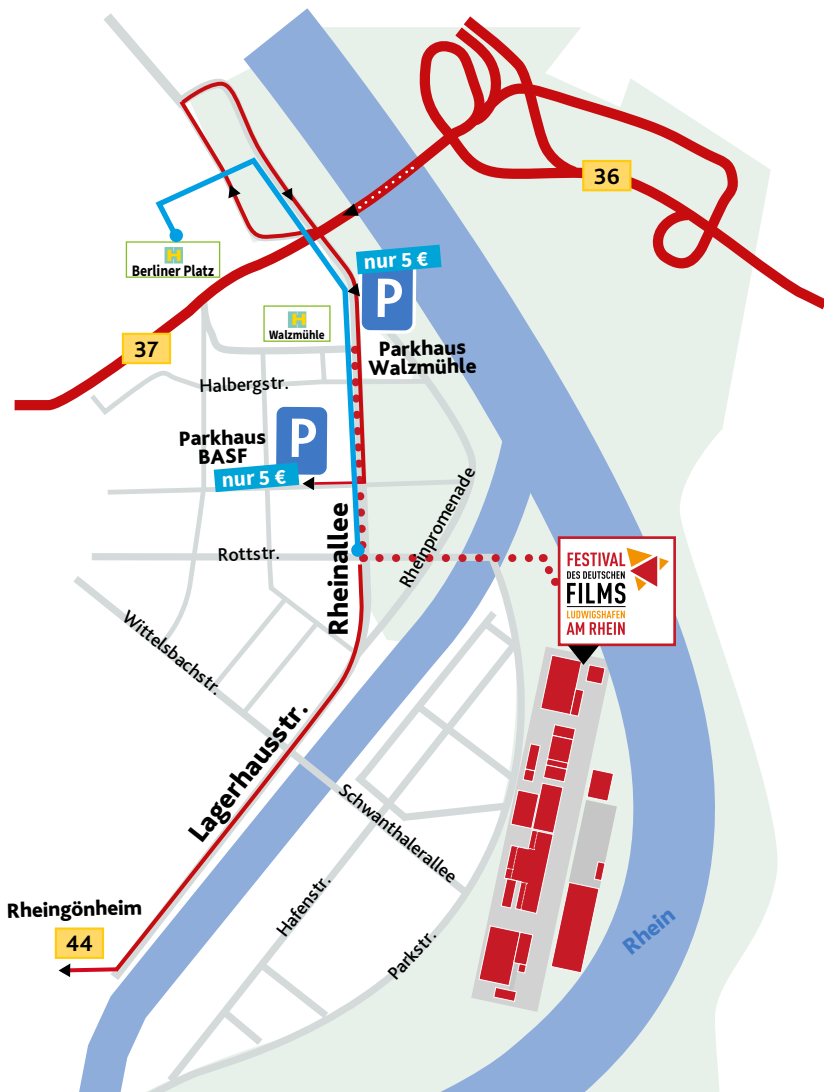 36
H
Berliner Platz
nur 5 €
P
H
Walzmühle
37
Parkhaus
Walzmühle
Halbergstr.
Parkhaus
BASF
P
nur 5 €
Rheinallee
Rheinpromenade
Rottstr.
FESTIVAL
DES DEUTSCHEN
FILMS
LUDWIGSHAFEN
AM RHEIN
Wittelsbachstr.
Lagerhausstr.
Schwanthalerallee
Hafenstr.
Parkstr.
Rheingönheim
44
Rhein